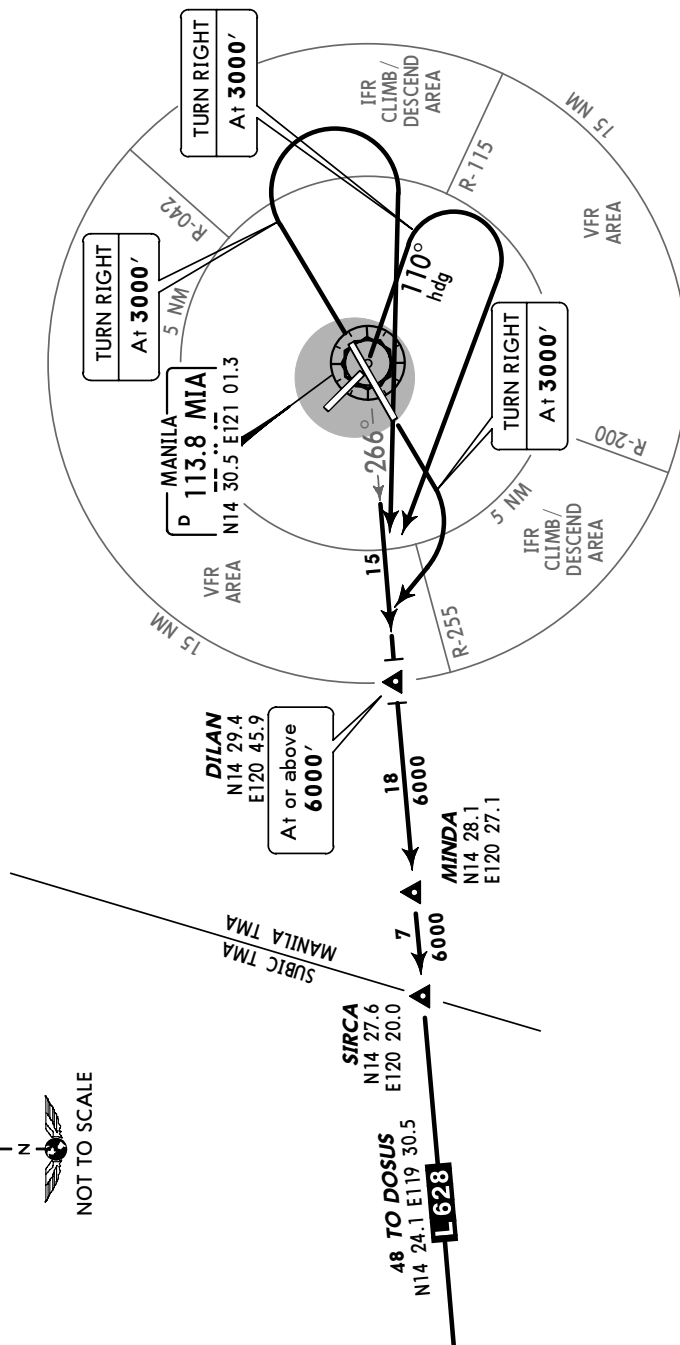 TURN RIGHT
At 3000'
IFR
CLIMB/
DESCEND
AREA
15 NM
R-042
R-115
TURN RIGHT
At 3000'
5 NM
VFR
AREA
110°
hdg
MANILA
D 113.8 MIA
N14 30.5 E121 01.3
266°
TURN RIGHT
At 3000'
R-200
5 NM
IFR
CLIMB/
DESCEND
AREA
VFR
AREA
15
15 NM
R-255
DILAN
N14 29.4
E120 45.9
At or above
6000'
18
6000
MINDA
N14 28.1
E120 27.1
MANILA TMA
SUBIC TMA
7
6000
SIRCA
N14 27.6
E120 20.0
N
NOT TO SCALE
48 TO DOSUS
N14 24.1 E119 30.5
L628